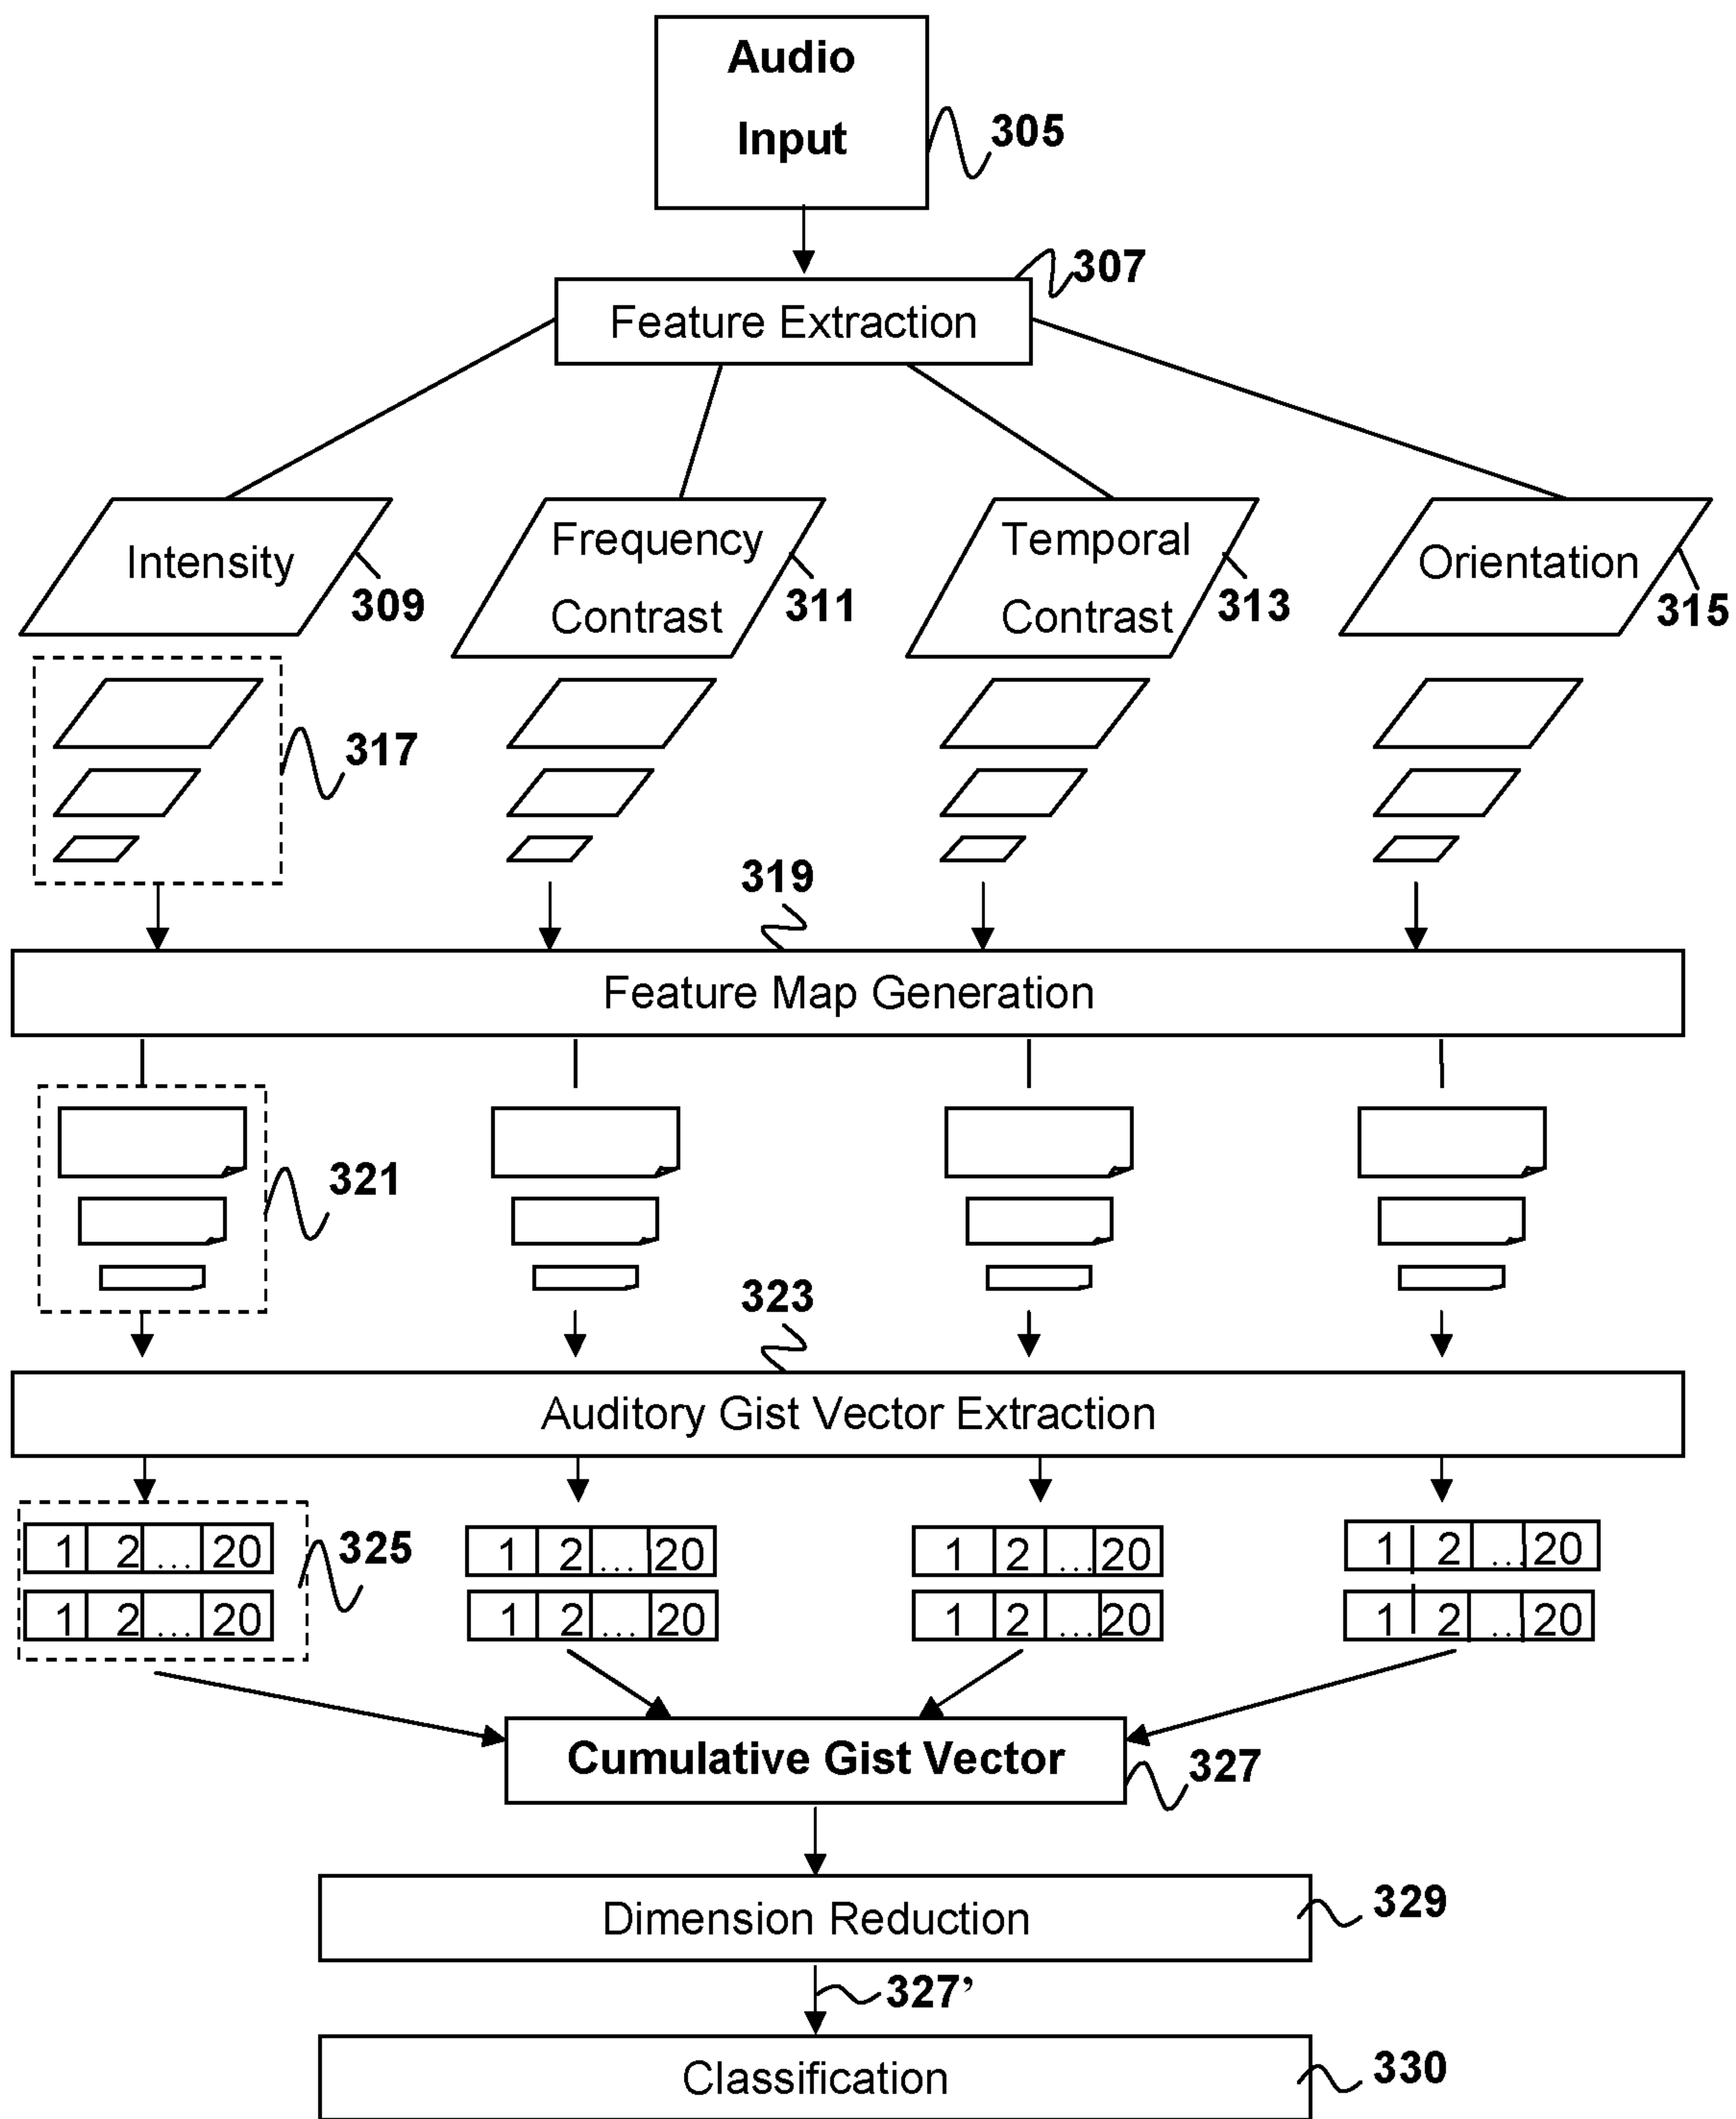 Audio
Input
305
307
Feature Extraction
Intensity
309
Frequency
Contrast
311
Temporal
Contrast
313
Orientation
315
317
319
Feature Map Generation
321
323
Auditory Gist Vector Extraction
1 2 ... 20
1 2 ... 20
325
1 2 ... 20
1 2 ... 20
1 2 ... 20
1 2 ... 20
1 2 ... 20
1 2 ... 20
Cumulative Gist Vector
327
Dimension Reduction
329
327’
Classification
330